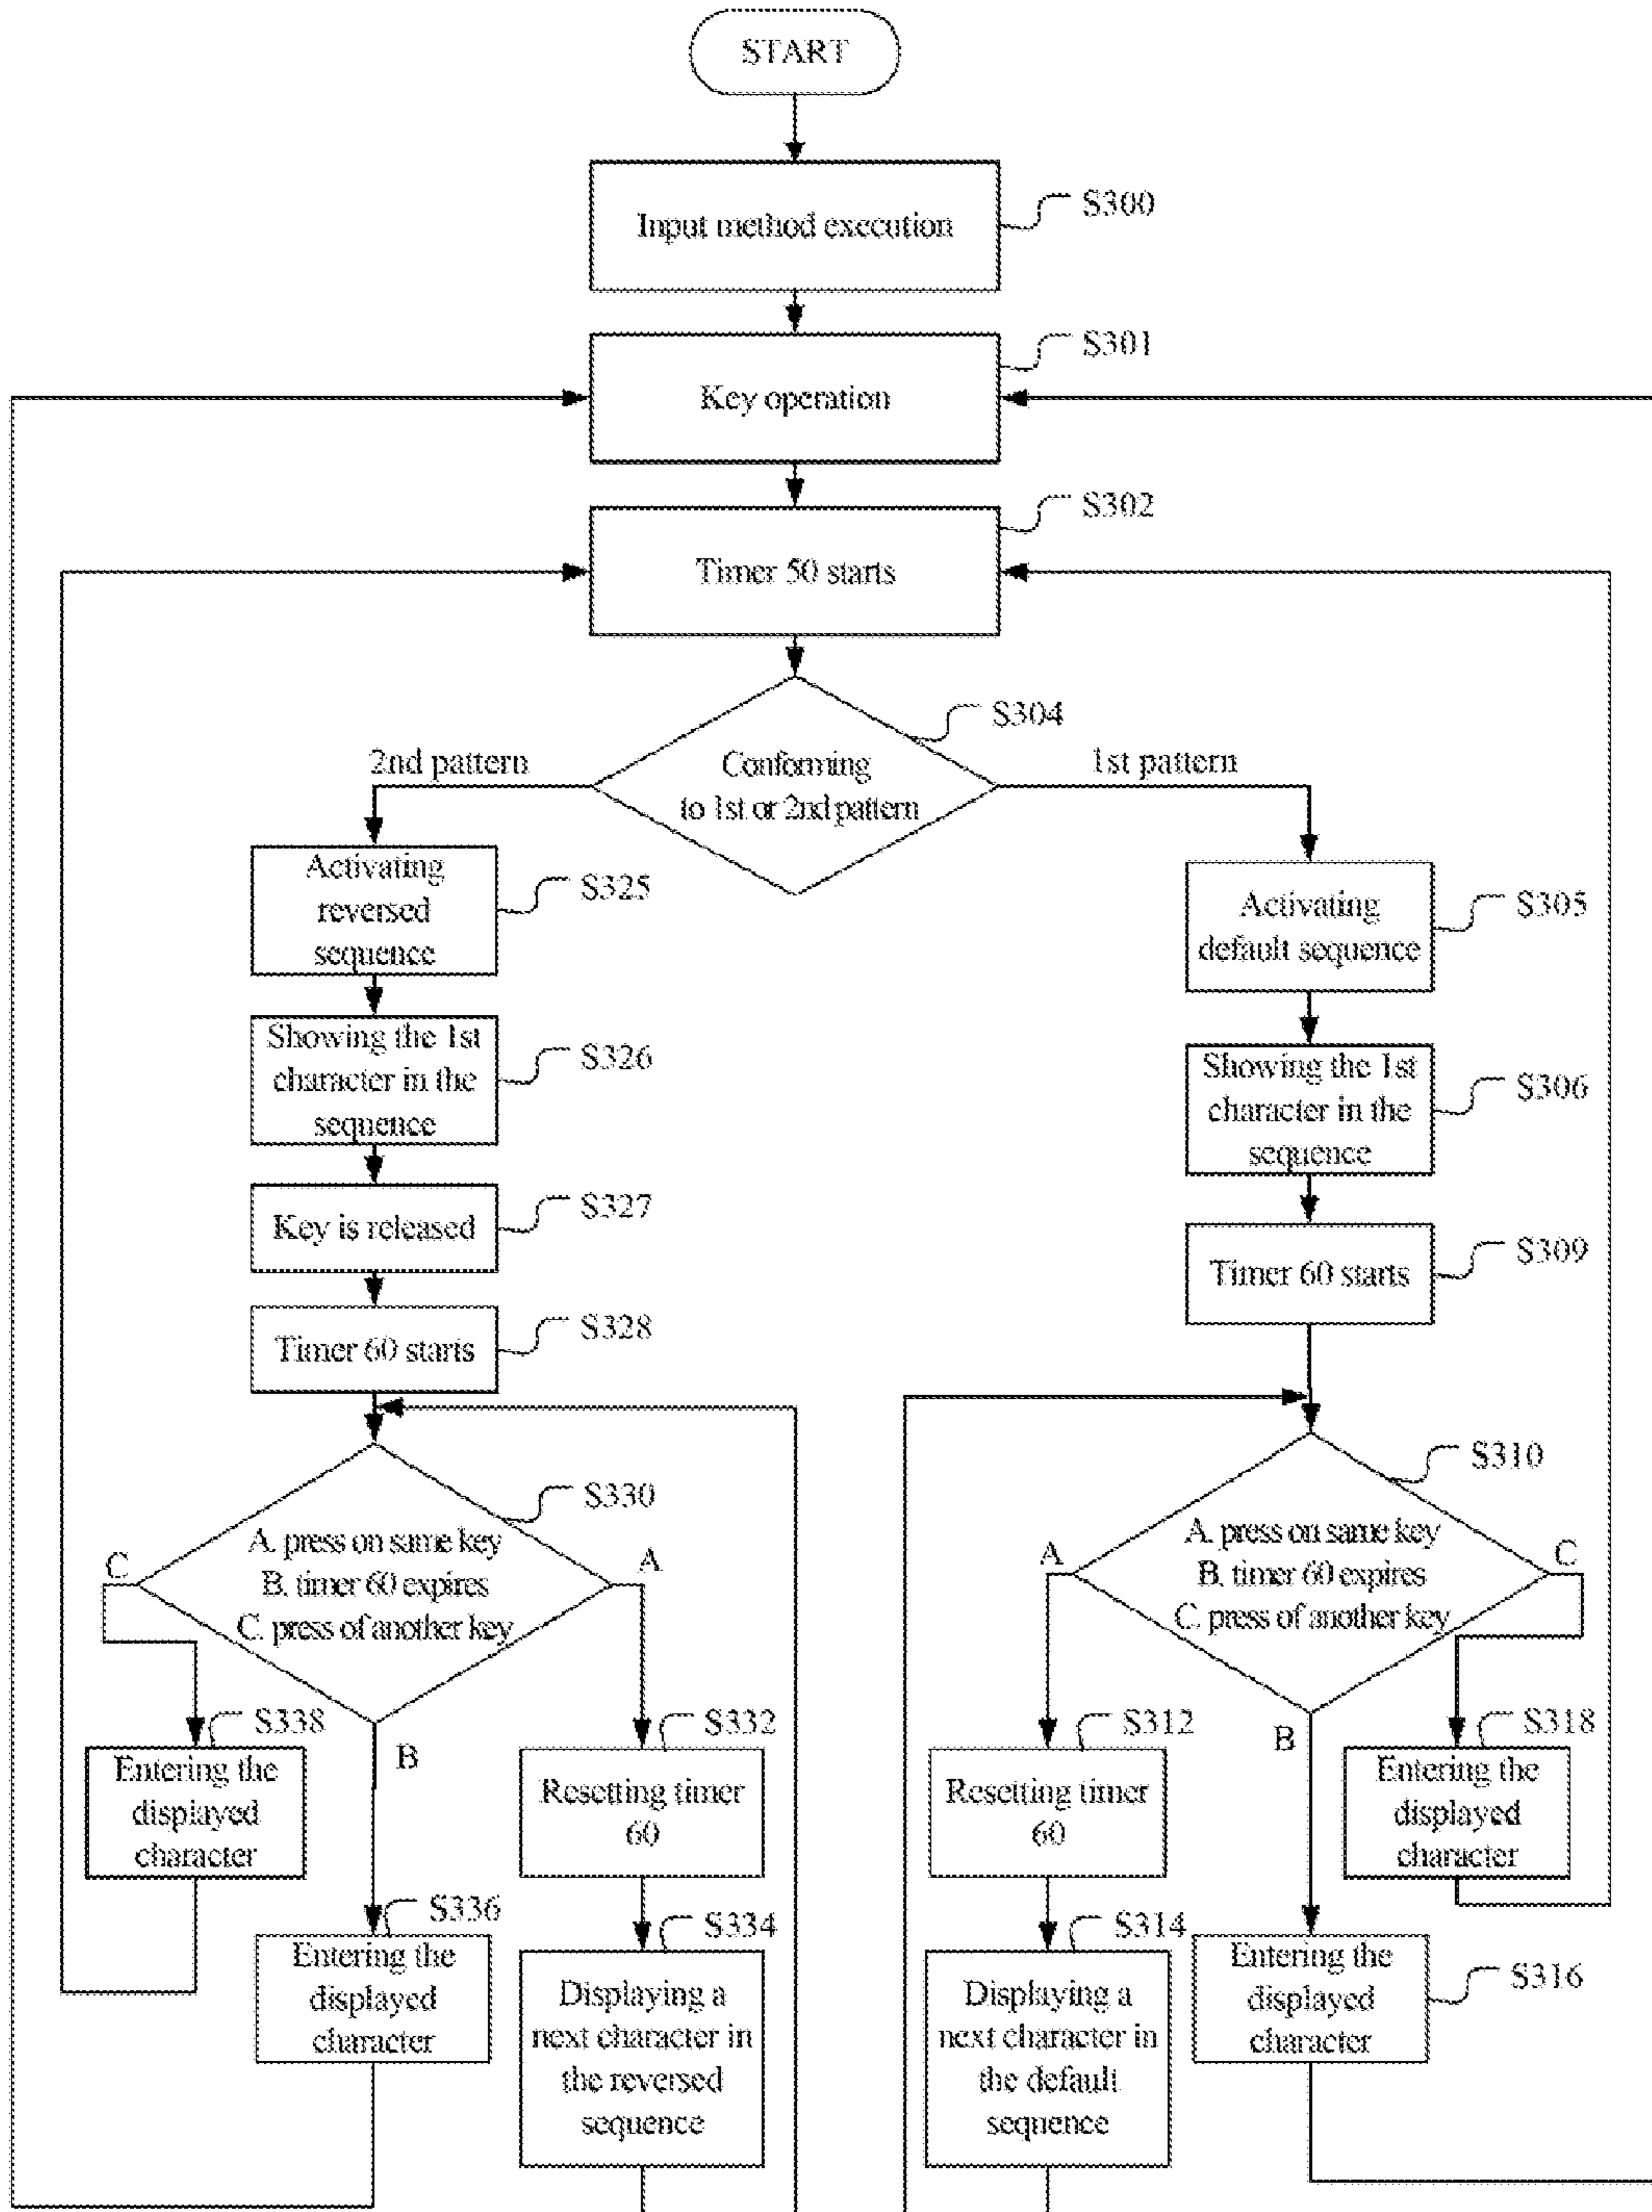 START
Input method execution
S300
Key operation
S301
Timer 50 starts
S302
Conforming
to 1st or 2nd pattern
S304
2nd pattern
1st pattern
Activating
reversed
sequence
S325
Showing the 1st
character in the
sequence
S326
Key is released
S327
Timer 60 starts
S328
A. press on same key
B. timer 60 expires
C. press of another key
S330
C
A
B
Entering the
displayed
character
S338
Entering the
displayed
character
S336
Resetting timer
60
S332
Displaying a
next character in
the reversed
sequence
S334
Activating
default sequence
S305
Showing the 1st
character in the
sequence
S306
Timer 60 starts
S309
A. press on same key
B. timer 60 expires
C. press of another key
S310
A
C
B
Resetting timer
60
S312
Displaying a
next character in
the default
sequence
S314
Entering the
displayed
character
S318
Entering the
displayed
character
S316